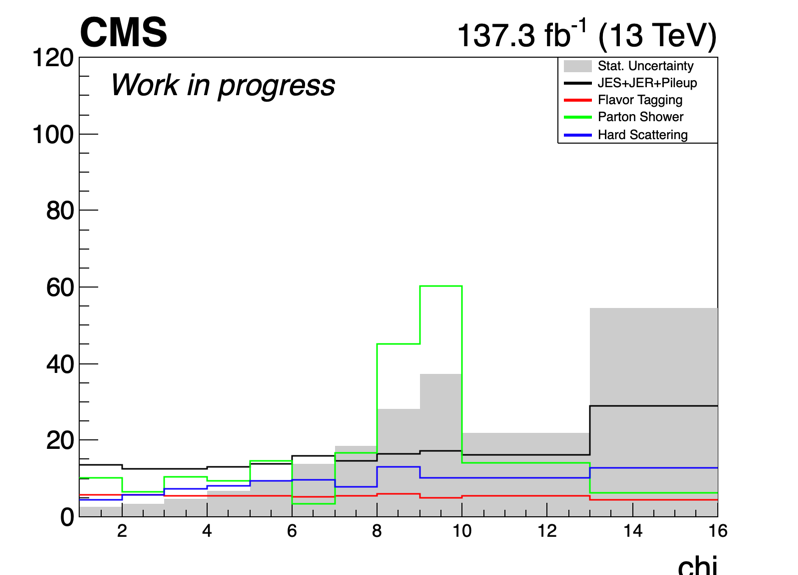 CMS 137.3 fb-1 (13 TeV)
120
Work in progress
Stat. Uncertainty
JES+JER+Pileup
Flavor Tagging
Parton Shower
Hard Scattering
100
80
60
40
20
0
2 4 6 8 10 12 14 16
chi